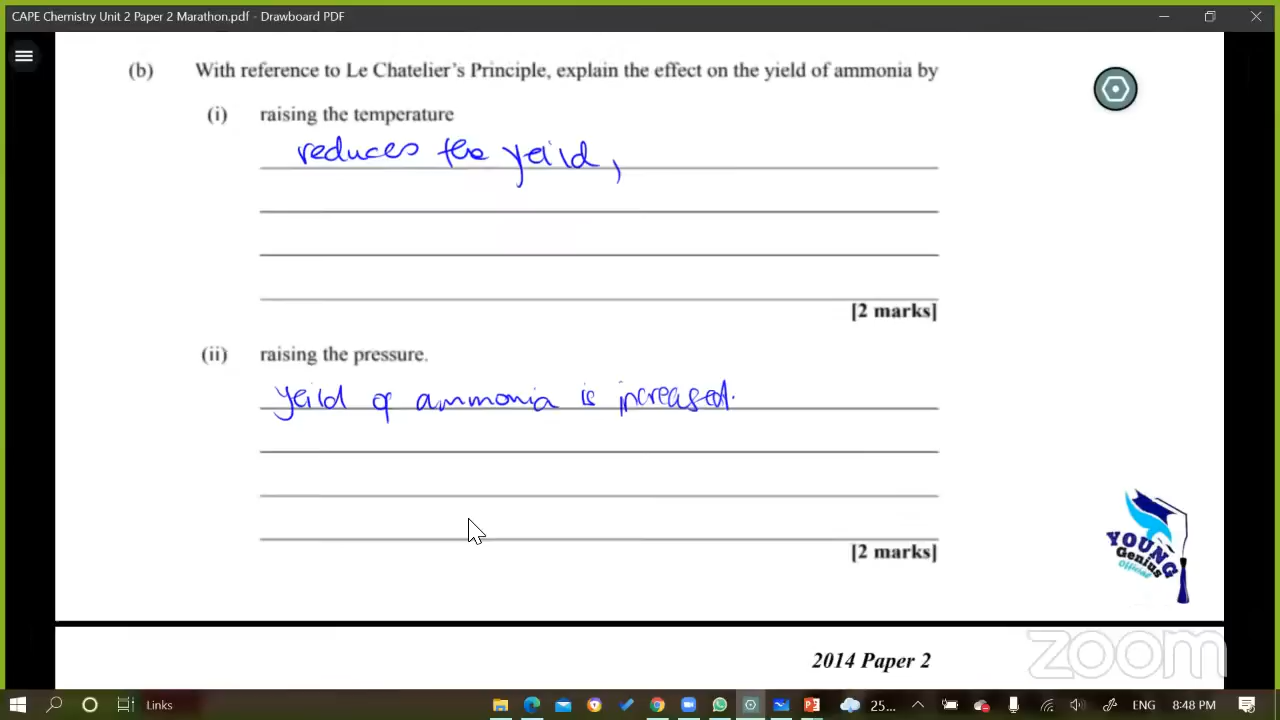 CAPE Chemistry Unit 2 Paper 2 Marathon.pdf - Drawboard PDF
(b) With reference to Le Chatelier's Principle, explain the effect on the yield of ammonia by
(i) raising the temperature
reduces the yeild,
[2 marks]
(ii) raising the pressure.
yeild of ammonia is increased.
[2 marks]
YOUNG
Genius
Official
2014 Paper 2
zoom
Links
25...
ENG
8:48 PM